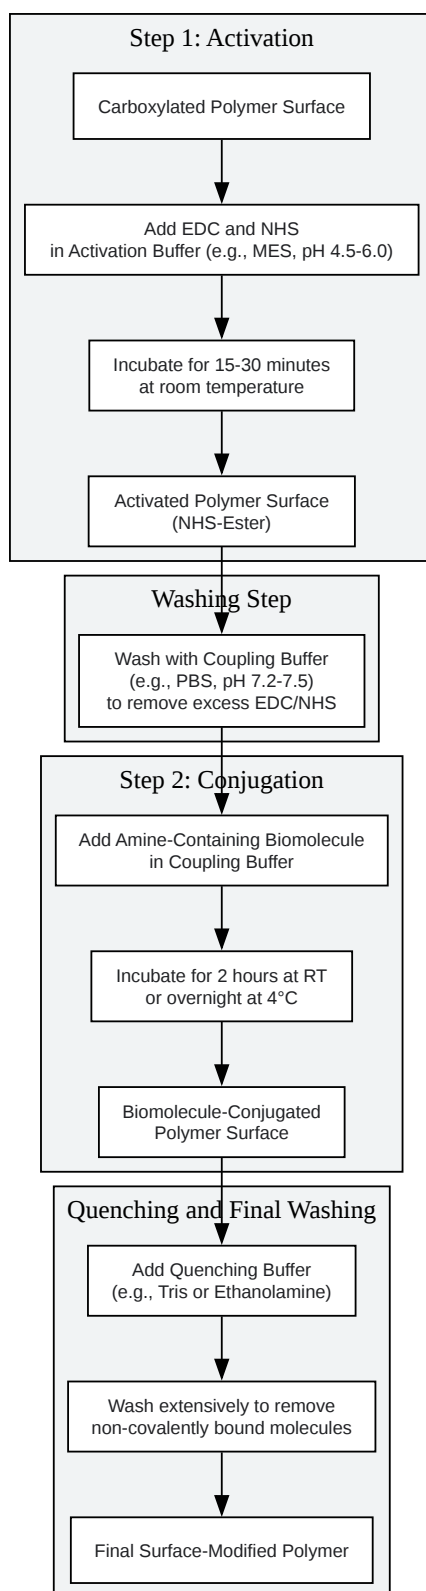 Step 1: Activation
Carboxylated Polymer Surface
Add EDC and NHS
in Activation Buffer (e.g., MES, pH 4.5-6.0)
Incubate for 15-30 minutes
at room temperature
Activated Polymer Surface
(NHS-Ester)
Washing Step
Wash with Coupling Buffer
(e.g., PBS, pH 7.2-7.5)
to remove excess EDC/NHS
Step 2: Conjugation
Add Amine-Containing Biomolecule
in Coupling Buffer
Incubate for 2 hours at RT
or overnight at 4°C
Biomolecule-Conjugated
Polymer Surface
Quenching and Final Washing
Add Quenching Buffer
(e.g., Tris or Ethanolamine)
Wash extensively to remove
non-covalently bound molecules
Final Surface-Modified Polymer